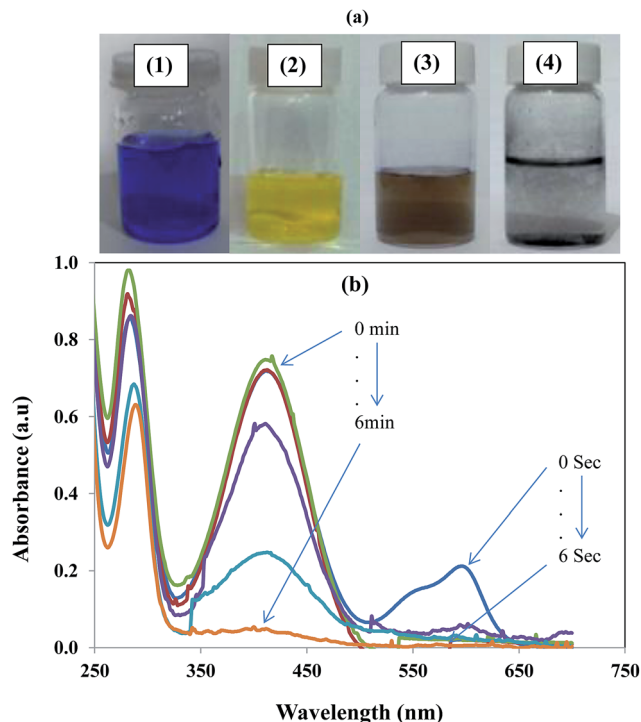 (a)
(1) (2) (3) (4)
(b)
1.0
0.8
0.6
0.4
0.2
0.0
Absorbance (a.u)
0 min
.
.
.
6min
0 Sec
.
.
.
6 Sec
250 350 450 550 650 750
Wavelength (nm)